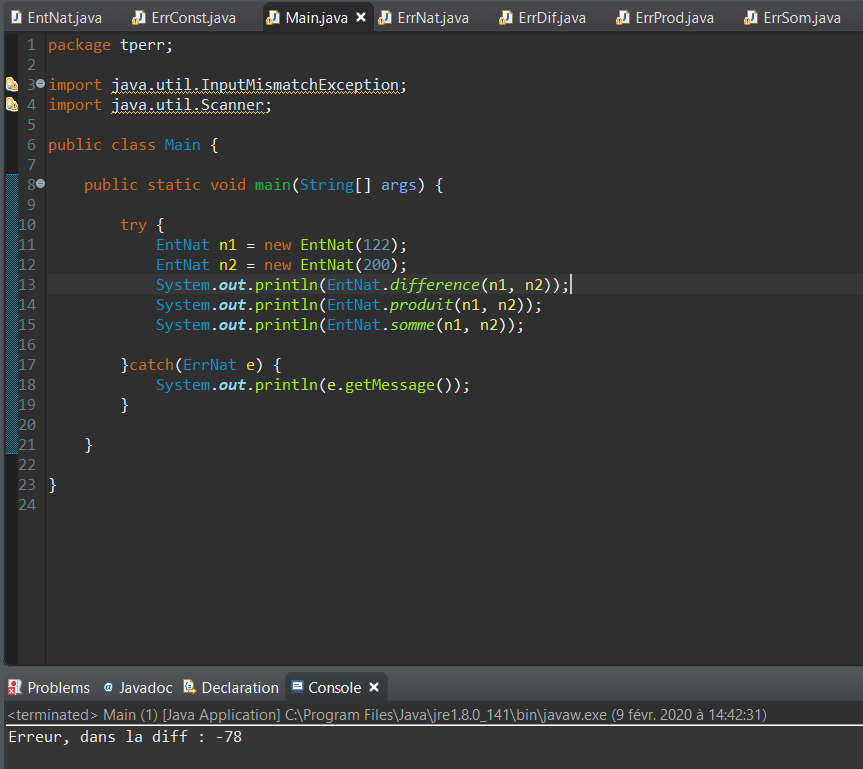 EntNat.java ErrConst.java Main.java ErrNat.java ErrDif.java ErrProd.java ErrSom.java
1 package tperr;
2
3 import java.util.InputMismatchException;
4 import java.util.Scanner;
5
6 public class Main {
7
8 public static void main(String[] args) {
9
10 try {
11 EntNat n1 = new EntNat(122);
12 EntNat n2 = new EntNat(200);
13 System.out.println(EntNat.difference(n1, n2));
14 System.out.println(EntNat.produit(n1, n2));
15 System.out.println(EntNat.somme(n1, n2));
16
17 }catch(ErrNat e) {
18 System.out.println(e.getMessage());
19 }
20
21 }
22
23 }
24
Problems Javadoc Declaration Console
<terminated> Main (1) [Java Application] C:\Program Files\Java\jre1.8.0_141\bin\javaw.exe (9 févr. 2020 à 14:42:31)
Erreur, dans la diff : -78